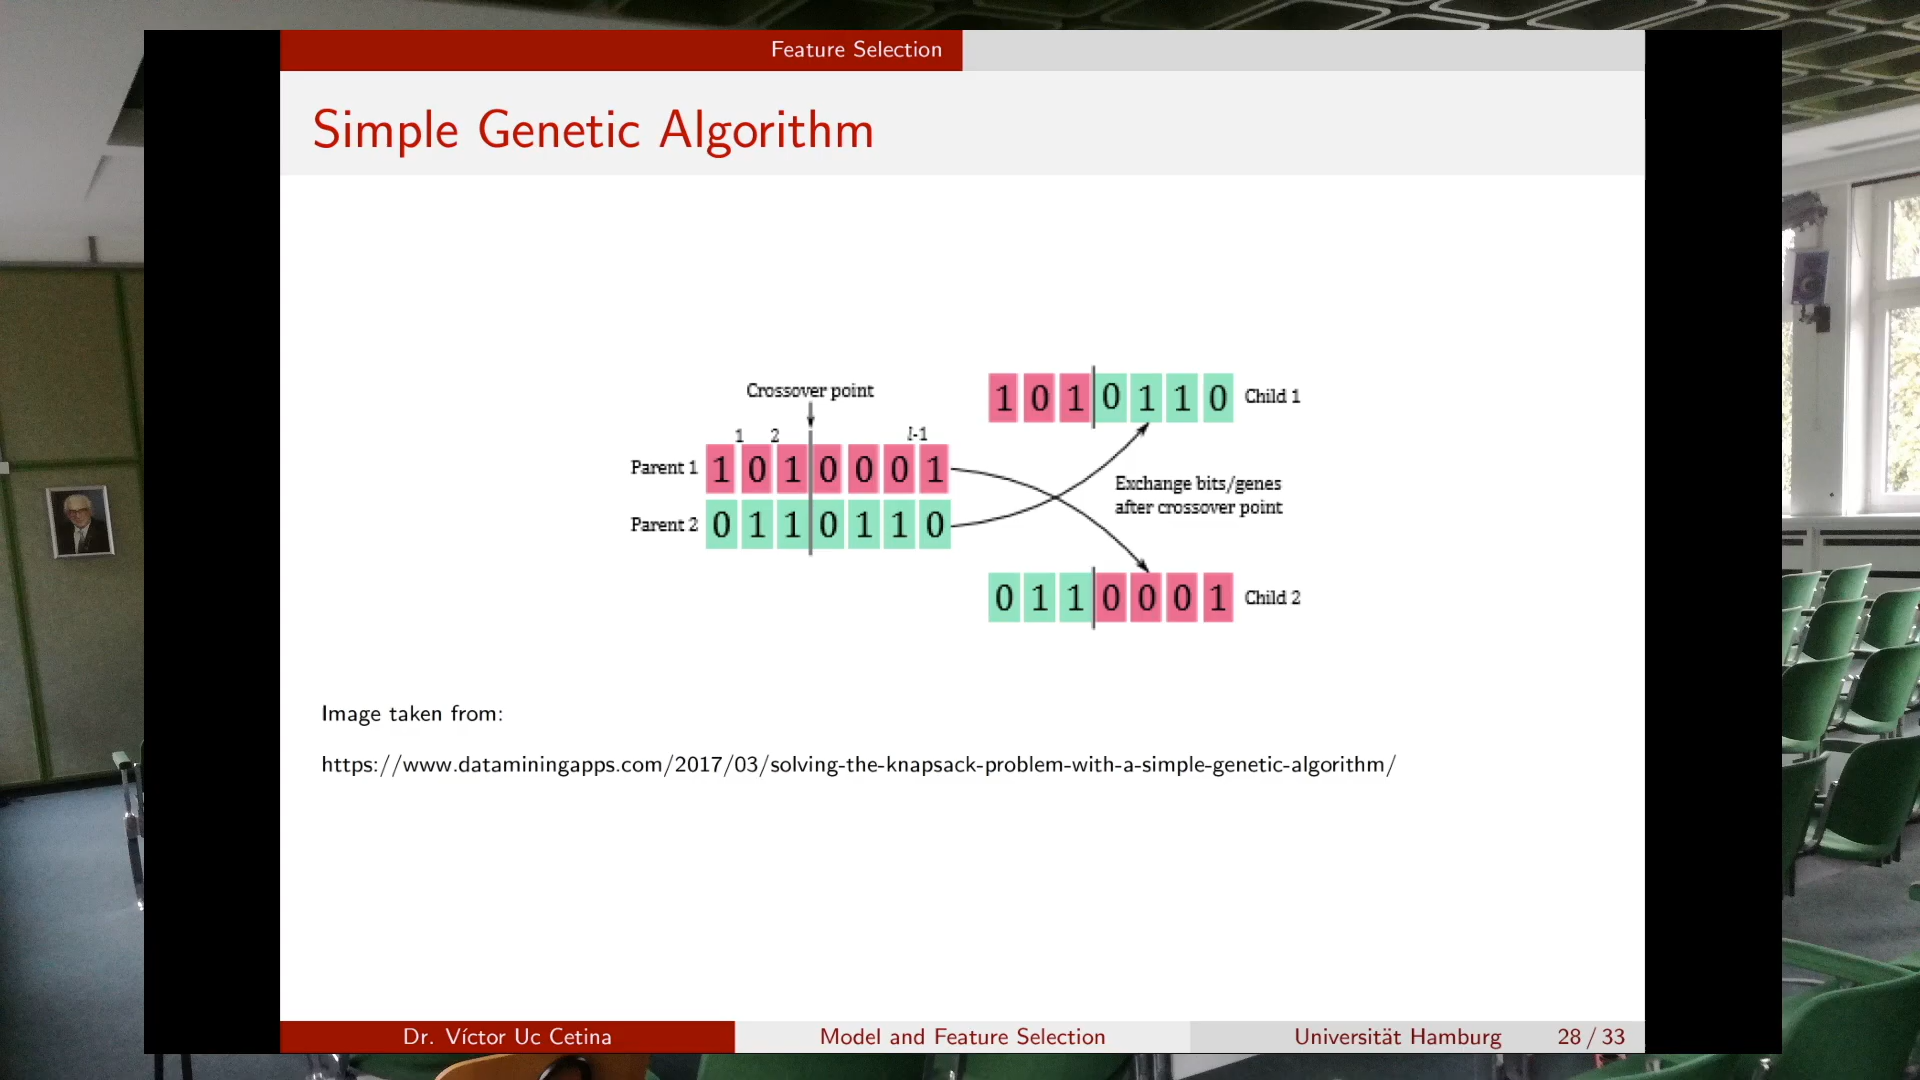 Feature Selection
Simple Genetic Algorithm
Crossover point
1 2 l-1
Parent 1 1 0 1 0 0 0 1
Parent 2 0 1 1 0 1 1 0
1 0 1 0 1 1 0 Child 1
Exchange bits/genes
after crossover point
0 1 1 0 0 0 1 Child 2
Image taken from:
https://www.dataminingapps.com/2017/03/solving-the-knapsack-problem-with-a-simple-genetic-algorithm/
Dr. Víctor Uc Cetina Model and Feature Selection Universität Hamburg 28 / 33